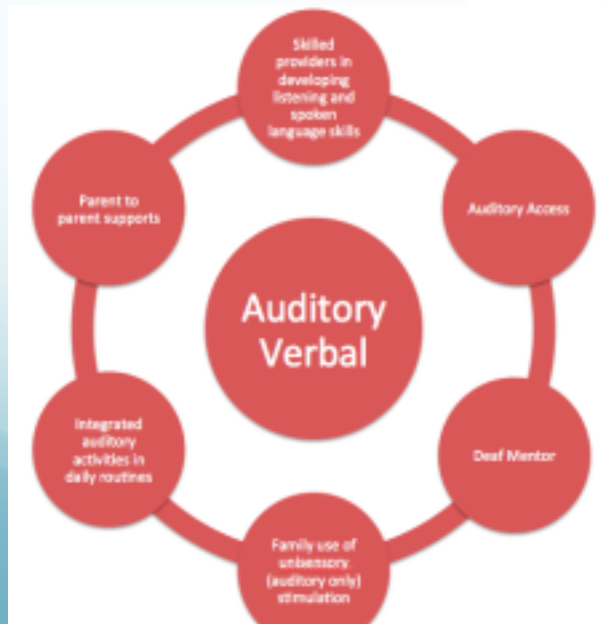 Skilled
providers in
developing
listening and
spoken
language skills
Auditory Access
Deaf Mentor
Family use of
unisensory
(auditory only)
stimulation
Integrated
auditory
activities in
daily routines
Parent to
parent supports
Auditory
Verbal